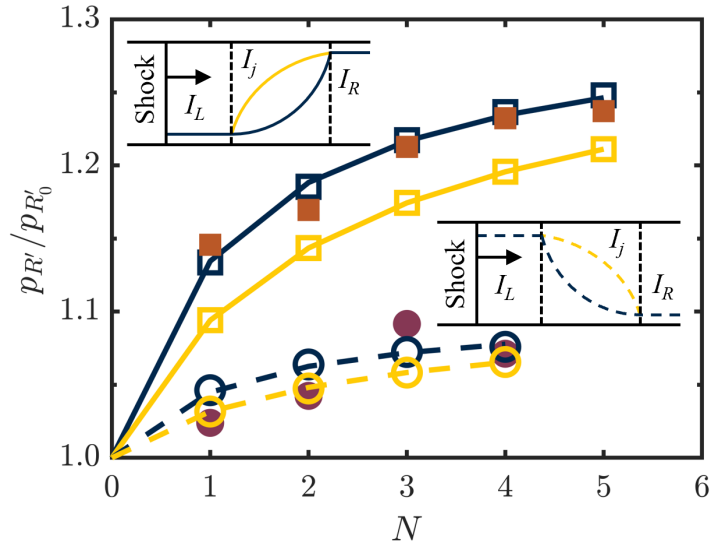 1.3
1.2
1.1
1.0
0
1
2
3
4
5
6
N
p_{R'}/p_{R'_0}
Shock
I_L
I_j
I_R
Shock
I_L
I_j
I_R